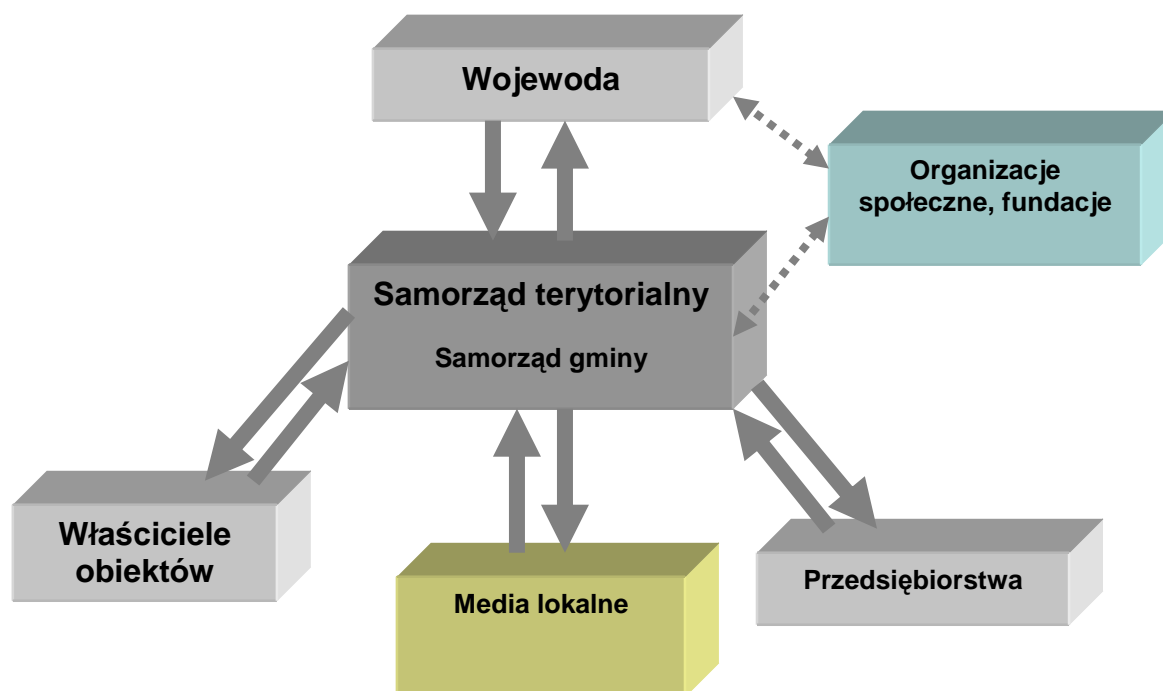 Wojewoda
Organizacje
społeczne, fundacje
Samorząd terytorialny
Samorząd gminy
Właściciele
obiektów
Media lokalne
Przedsiębiorstwa